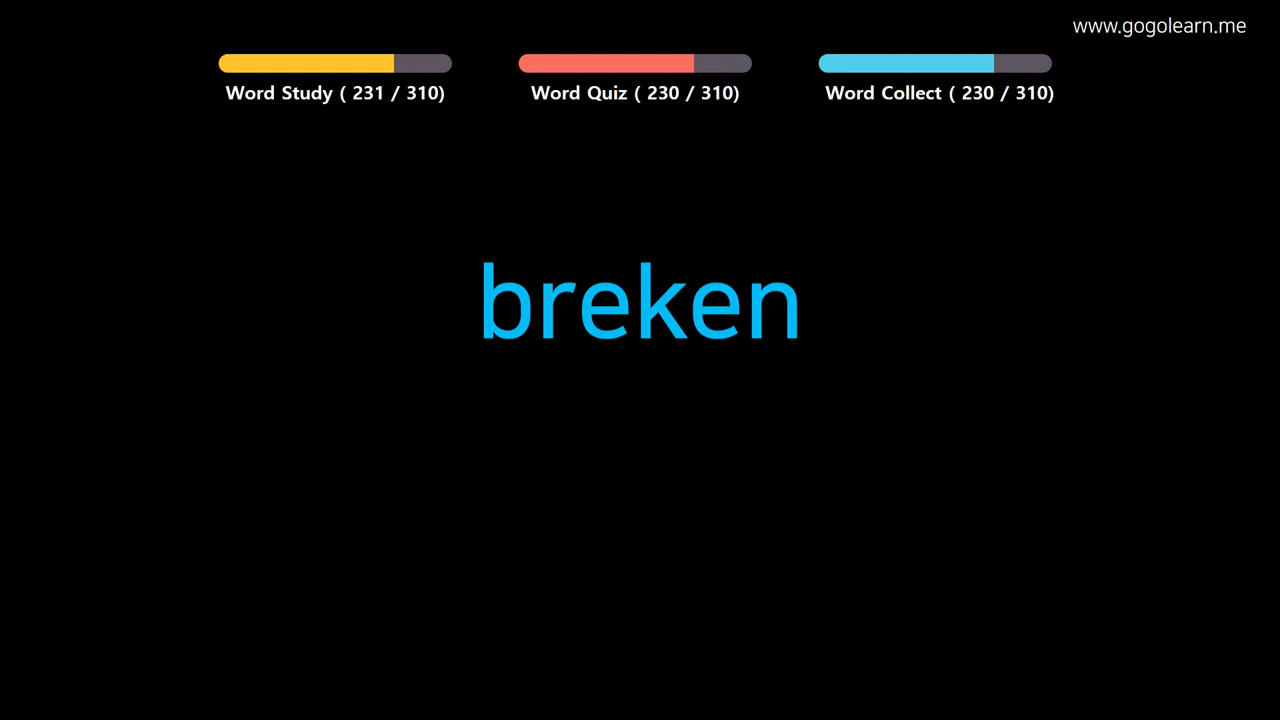 www.gogolearn.me
Word Study ( 231 / 310)
Word Quiz ( 230 / 310)
Word Collect ( 230 / 310)
breken